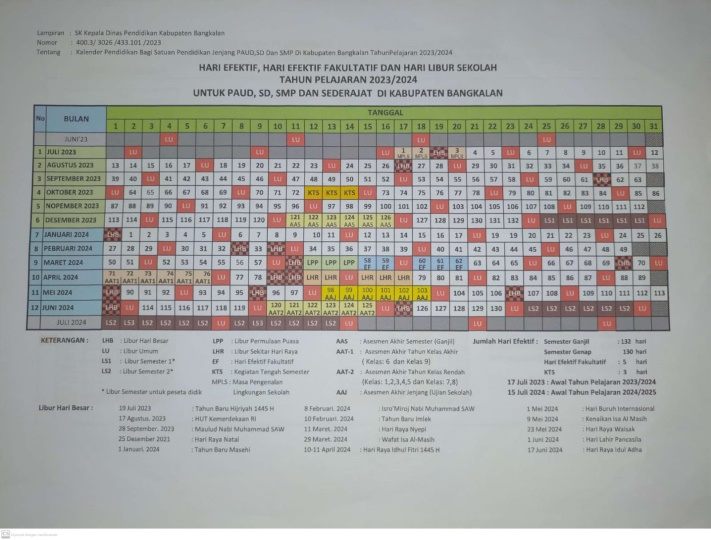 Lampiran : SK Kepala Dinas Pendidikan Kabupaten Bangkalan
Nomor : 400.3/ 3026 /433.101 /2023
Tentang : Kalender Pendidikan Bagi Satuan Pendidikan Jenjang PAUD,SD Dan SMP Di Kabupaten Bangkalan TahunPelajaran 2023/2024
HARI EFEKTIF, HARI EFEKTIF FAKULTATIF DAN HARI LIBUR SEKOLAH
TAHUN PELAJARAN 2023/2024
UNTUK PAUD, SD, SMP DAN SEDERAJAT DI KABUPATEN BANGKALAN
No BULAN TANGGAL
1 2 3 4 5 6 7 8 9 10 11 12 13 14 15 16 17 18 19 20 21 22 23 24 25 26 27 28 29 30 31
JUNI'23 LU LU LU LU
1 JULI 2023 LU LU LU 1 MPLS 2 MPLS LHB 3 MPLS 4 5 LU 6 7 8 9 10 11 LU 12
2 AGUSTUS 2023 13 14 15 16 17 LU 18 19 20 21 22 23 LU 24 25 26 LHB 27 28 LU 29 30 31 32 33 34 LU 35 36 37 38
3 SEPTEMBER 2023 39 40 LU 41 42 43 44 45 46 LU 47 48 49 50 51 52 LU 53 54 55 56 57 58 LU 59 60 61 LHB 62 63
4 OKTOBER 2023 LU 64 65 66 67 68 69 LU 70 71 72 KTS KTS KTS LU 73 74 75 76 77 78 LU 79 80 81 82 83 84 LU 85 86
5 NOPEMBER 2023 87 88 89 90 LU 91 92 93 94 95 96 LU 97 98 99 100 101 102 LU 103 104 105 106 107 108 LU 109 110 111 112
6 DESEMBER 2023 113 114 LU 115 116 117 118 119 120 LU 121 AAS 122 AAS 123 AAS 124 AAS 125 AAS 126 AAS LU 127 128 129 130 131 132 LU LS1 LS1 LS1 LS1 LS1 LS1 LU
7 JANUARI 2024 LHB 1 2 3 4 5 LU 6 7 8 9 10 11 LU 12 13 14 15 16 17 LU 18 19 20 21 22 23 LU 24 25 26
8 PEBRUARI 2024 27 28 29 LU 30 31 32 LHB 33 LHB LU 34 35 36 37 38 39 LU 40 41 42 43 44 45 LU 46 47 48 49
9 MARET 2024 50 51 LU 52 53 54 55 56 57 LU LHB LPP LPP LPP 58 EF 59 EF LU 60 EF 61 EF 62 EF 63 64 65 LU 66 67 68 69 LHB 70 LU
10 APRIL 2024 71 AAT1 72 AAT1 73 AAT1 74 AAT1 75 AAT1 76 AAT1 LU 77 78 LHB LHB LHR LHR LU LHR LHR LHR 79 80 81 LU 82 83 84 85 86 87 LU 88 89
11 MEI 2024 LHB 90 91 92 LU 93 94 95 LHB 96 97 LU 98 AAJ 99 AAJ 100 AAJ 101 AAJ 102 AAJ 103 AAJ LU 104 105 106 LHB 107 108 LU 109 110 111 112 113
12 JUNI 2024 LHB LU 114 115 116 117 118 119 LU 120 AAT2 121 AAT2 122 AAT2 123 AAT2 124 AAT2 125 AAT2 LU LHB 126 127 128 129 130 LU LS2 LS2 LS2 LS2 LS2 LS2 LU
JULI 2024 LS2 LS2 LS2 LS2 LS2 LS2 LU LS2 LS2 LS2 LS2 LS2 LS2 LU LU LU
KETERANGAN : LHB : Libur Hari Besar LPP : Libur Permulaan Puasa AAS : Asesmen Akhir Semester (Ganjil) Jumlah Hari Efektif : Semester Ganjil : 132 hari
LU : Libur Umum LHR : Libur Sekitar Hari Raya AAT-1 : Asesmen Akhir Tahun Kelas Akhir Semester Genap 130 hari
LS1 : Libur Semester 1* EF : Hari Efektif Fakultatif (Kelas : 6 dan Kelas 9) EF : 5 hari
LS2 : Libur Semester 2* KTS : Kegiatan Tengah Semester AAT-2 : Asesmen Akhir Tahun Kelas Rendah KTS : 3 hari
MPLS : Masa Pengenalan (Kelas: 1,2,3,4,5 dan Kelas: 7,8) 17 Juli 2023 : Awal Tahun Pelajaran 2023/2024
* Libur Semester untuk peseta didik Lingkungan Sekolah AAJ : Asesmen Akhir Jenjang (Ujian Sekolah) 15 Juli 2024 : Awal Tahun Pelajaran 2024/2025
Libur Hari Besar : 19 Juli 2023 : Tahun Baru Hijriyah 1445 H 8 Februari. 2024 : Isro'Miroj Nabi Muhammad SAW 1 Mei 2024 : Hari Buruh Internasional
17 Agustus. 2023 : HUT Kemerdekaan RI 10 Februari. 2024 : Tahun Baru Imlek 9 Mei 2024 : Kenaikan Isa Al Masih
28 September. 2023 : Maulud Nabi Muhammad SAW 11 Maret. 2024 : Hari Raya Nyepi 23 Mei 2024 : Hari Raya Waisak
25 Desember 2021 : Hari Raya Natal 29 Maret. 2024 : Wafat Isa Al-Masih 1 Juni 2024 : Hari Lahir Pancasila
1 Januari. 2024 : Tahun Baru Masehi 10-11 April 2024 : Hari Raya Idul Fitri 1445 H 17 Juni 2024 : Hari Raya Idul Adha